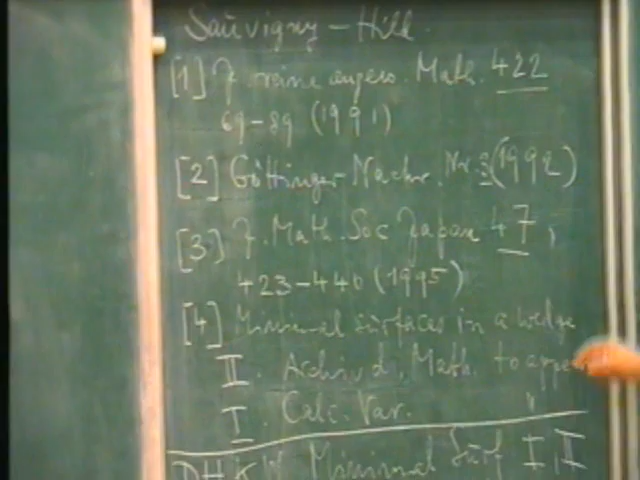 Sauvigny - Hild.
[1] J. reine angew. Math. 422
69-89 (1991)
[2] Göttinger Nachr. Nr. 3 (1992)
[3] J. Math. Soc Japan 47,
423-440 (1995)
[4] Minimal surfaces in a wedge
II. Archiv d. Math. to appear
I. Calc. Var. "
DHKW Minimal Surf I, II